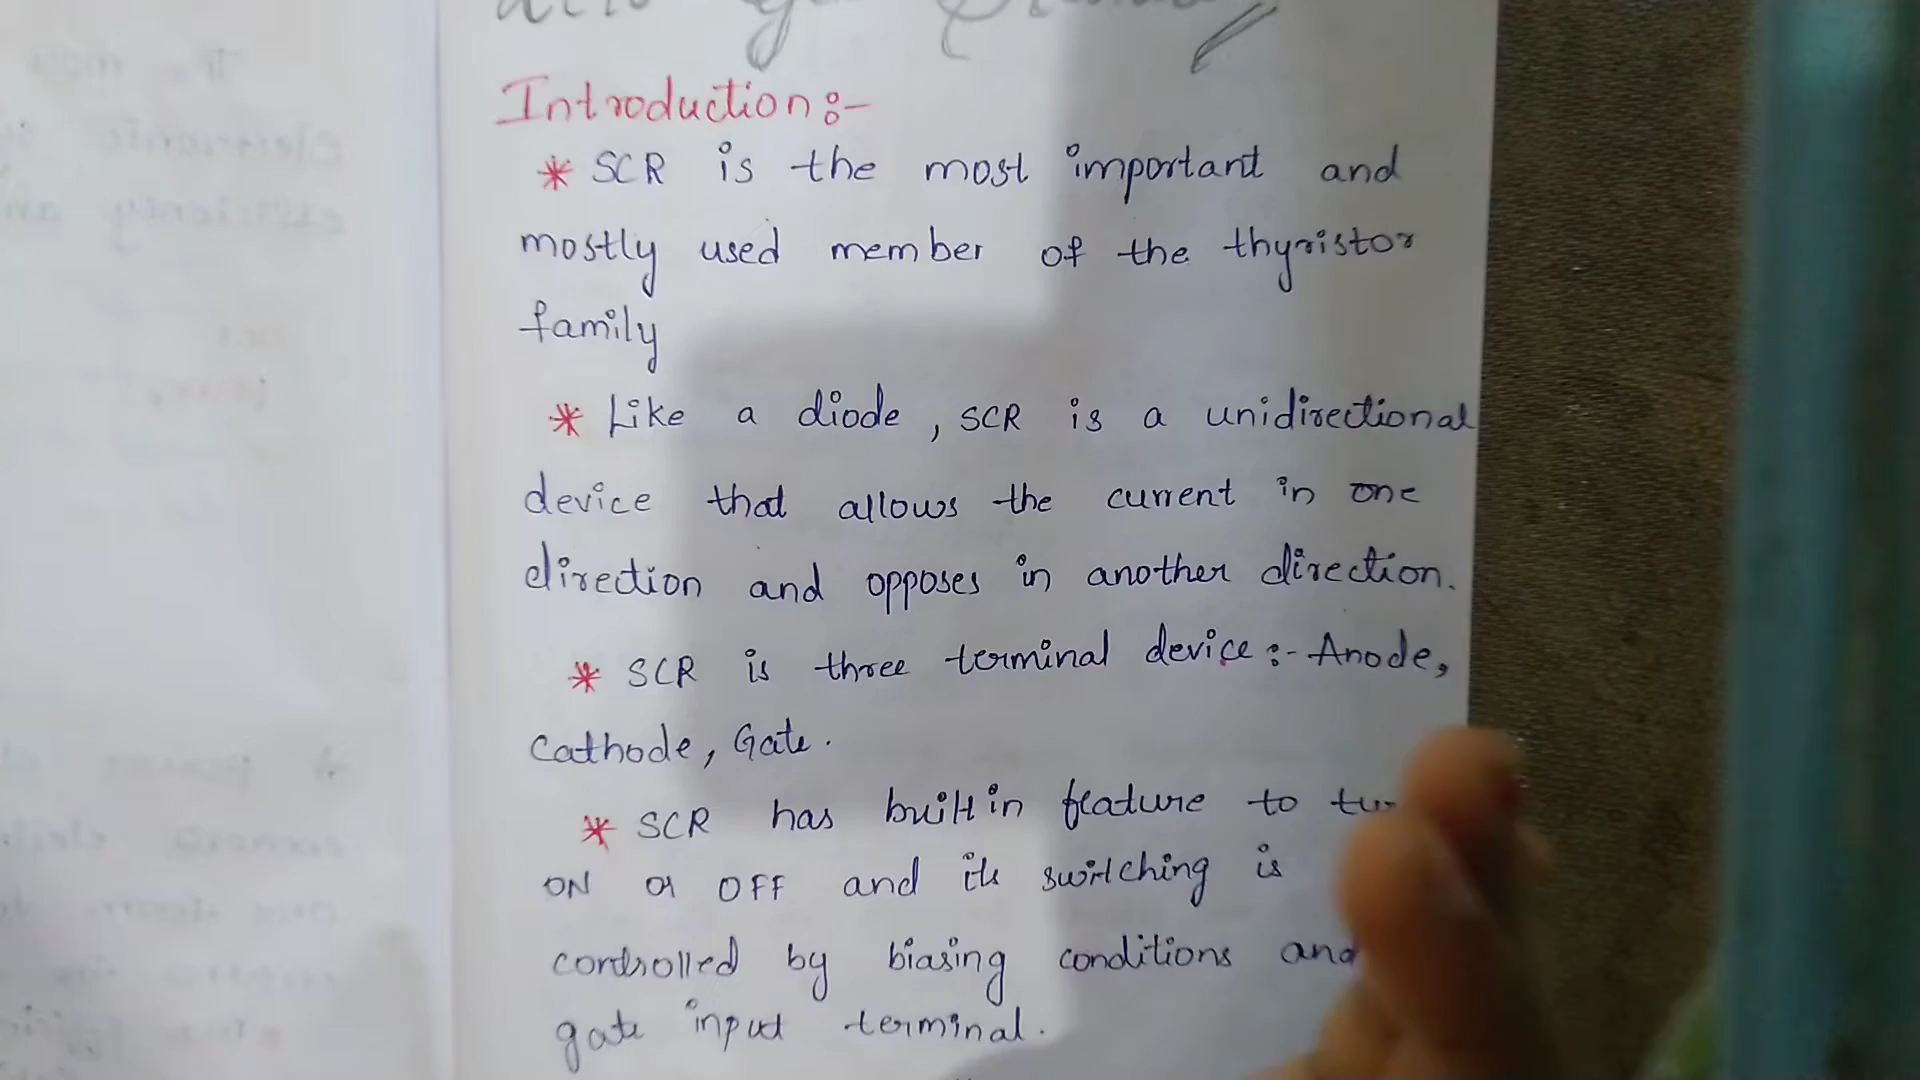 Introduction :-
* SCR is the most important and
mostly used member of the thyristor
family
* Like a diode, SCR is a unidirectional
device that allows the current in one
direction and opposes in another direction.
* SCR is three terminal device :- Anode,
Cathode, Gate.
* SCR has built in feature to
ON or OFF and its switching is
controlled by biasing conditions and
gate input terminal.